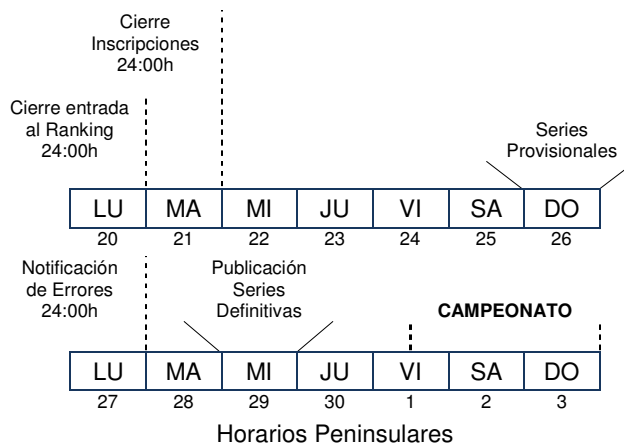 Cierre
Inscripciones
24:00h
Cierre entrada
al Ranking
24:00h
Series
Provisionales
LU MA MI JU VI SA DO
20 21 22 23 24 25 26
Notificación
de Errores
24:00h
Publicación
Series
Definitivas
CAMPEONATO
LU MA MI JU VI SA DO
27 28 29 30 1 2 3
Horarios Peninsulares